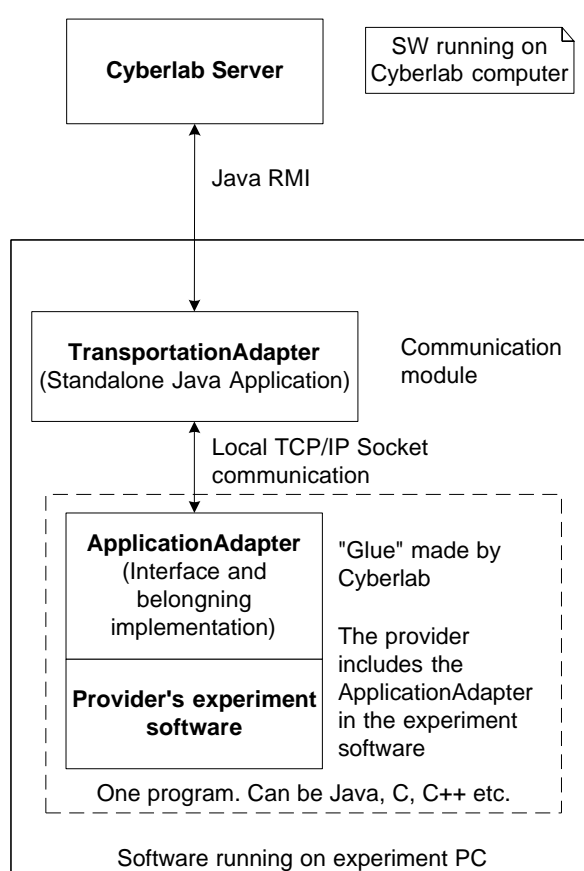 Cyberlab Server
SW running on
Cyberlab computer
Java RMI
TransportationAdapter
(Standalone Java Application)
Communication
module
Local TCP/IP Socket
communication
ApplicationAdapter
(Interface and
belongning
implementation)
"Glue" made by
Cyberlab
The provider
includes the
ApplicationAdapter
in the experiment
software
Provider's experiment
software
One program. Can be Java, C, C++ etc.
Software running on experiment PC